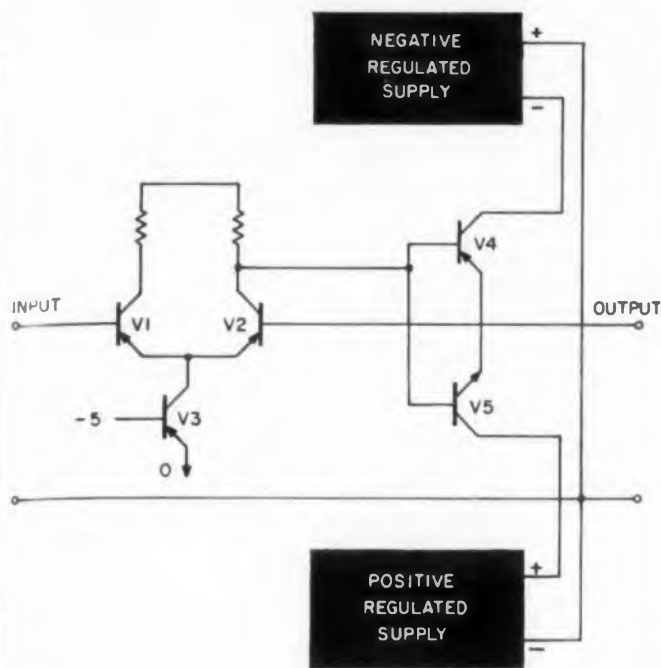 NEGATIVE
REGULATED
SUPPLY
+
-
V4
INPUT
V1
V2
OUTPUT
V5
-5
V3
0
POSITIVE
REGULATED
SUPPLY
+
-